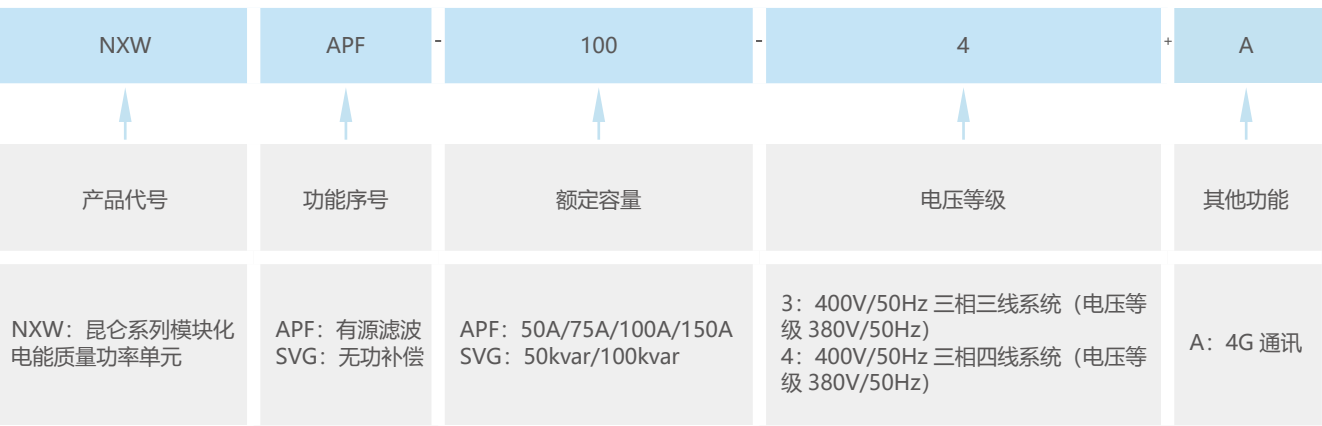 NXW APF - 100 - 4 + A
产品代号 功能序号 额定容量 电压等级 其他功能
NXW：昆仑系列模块化
电能质量功率单元
APF：有源滤波
SVG：无功补偿
APF：50A/75A/100A/150A
SVG：50kvar/100kvar
3：400V/50Hz 三相三线系统（电压等
级 380V/50Hz）
4：400V/50Hz 三相四线系统（电压等
级 380V/50Hz）
A：4G 通讯